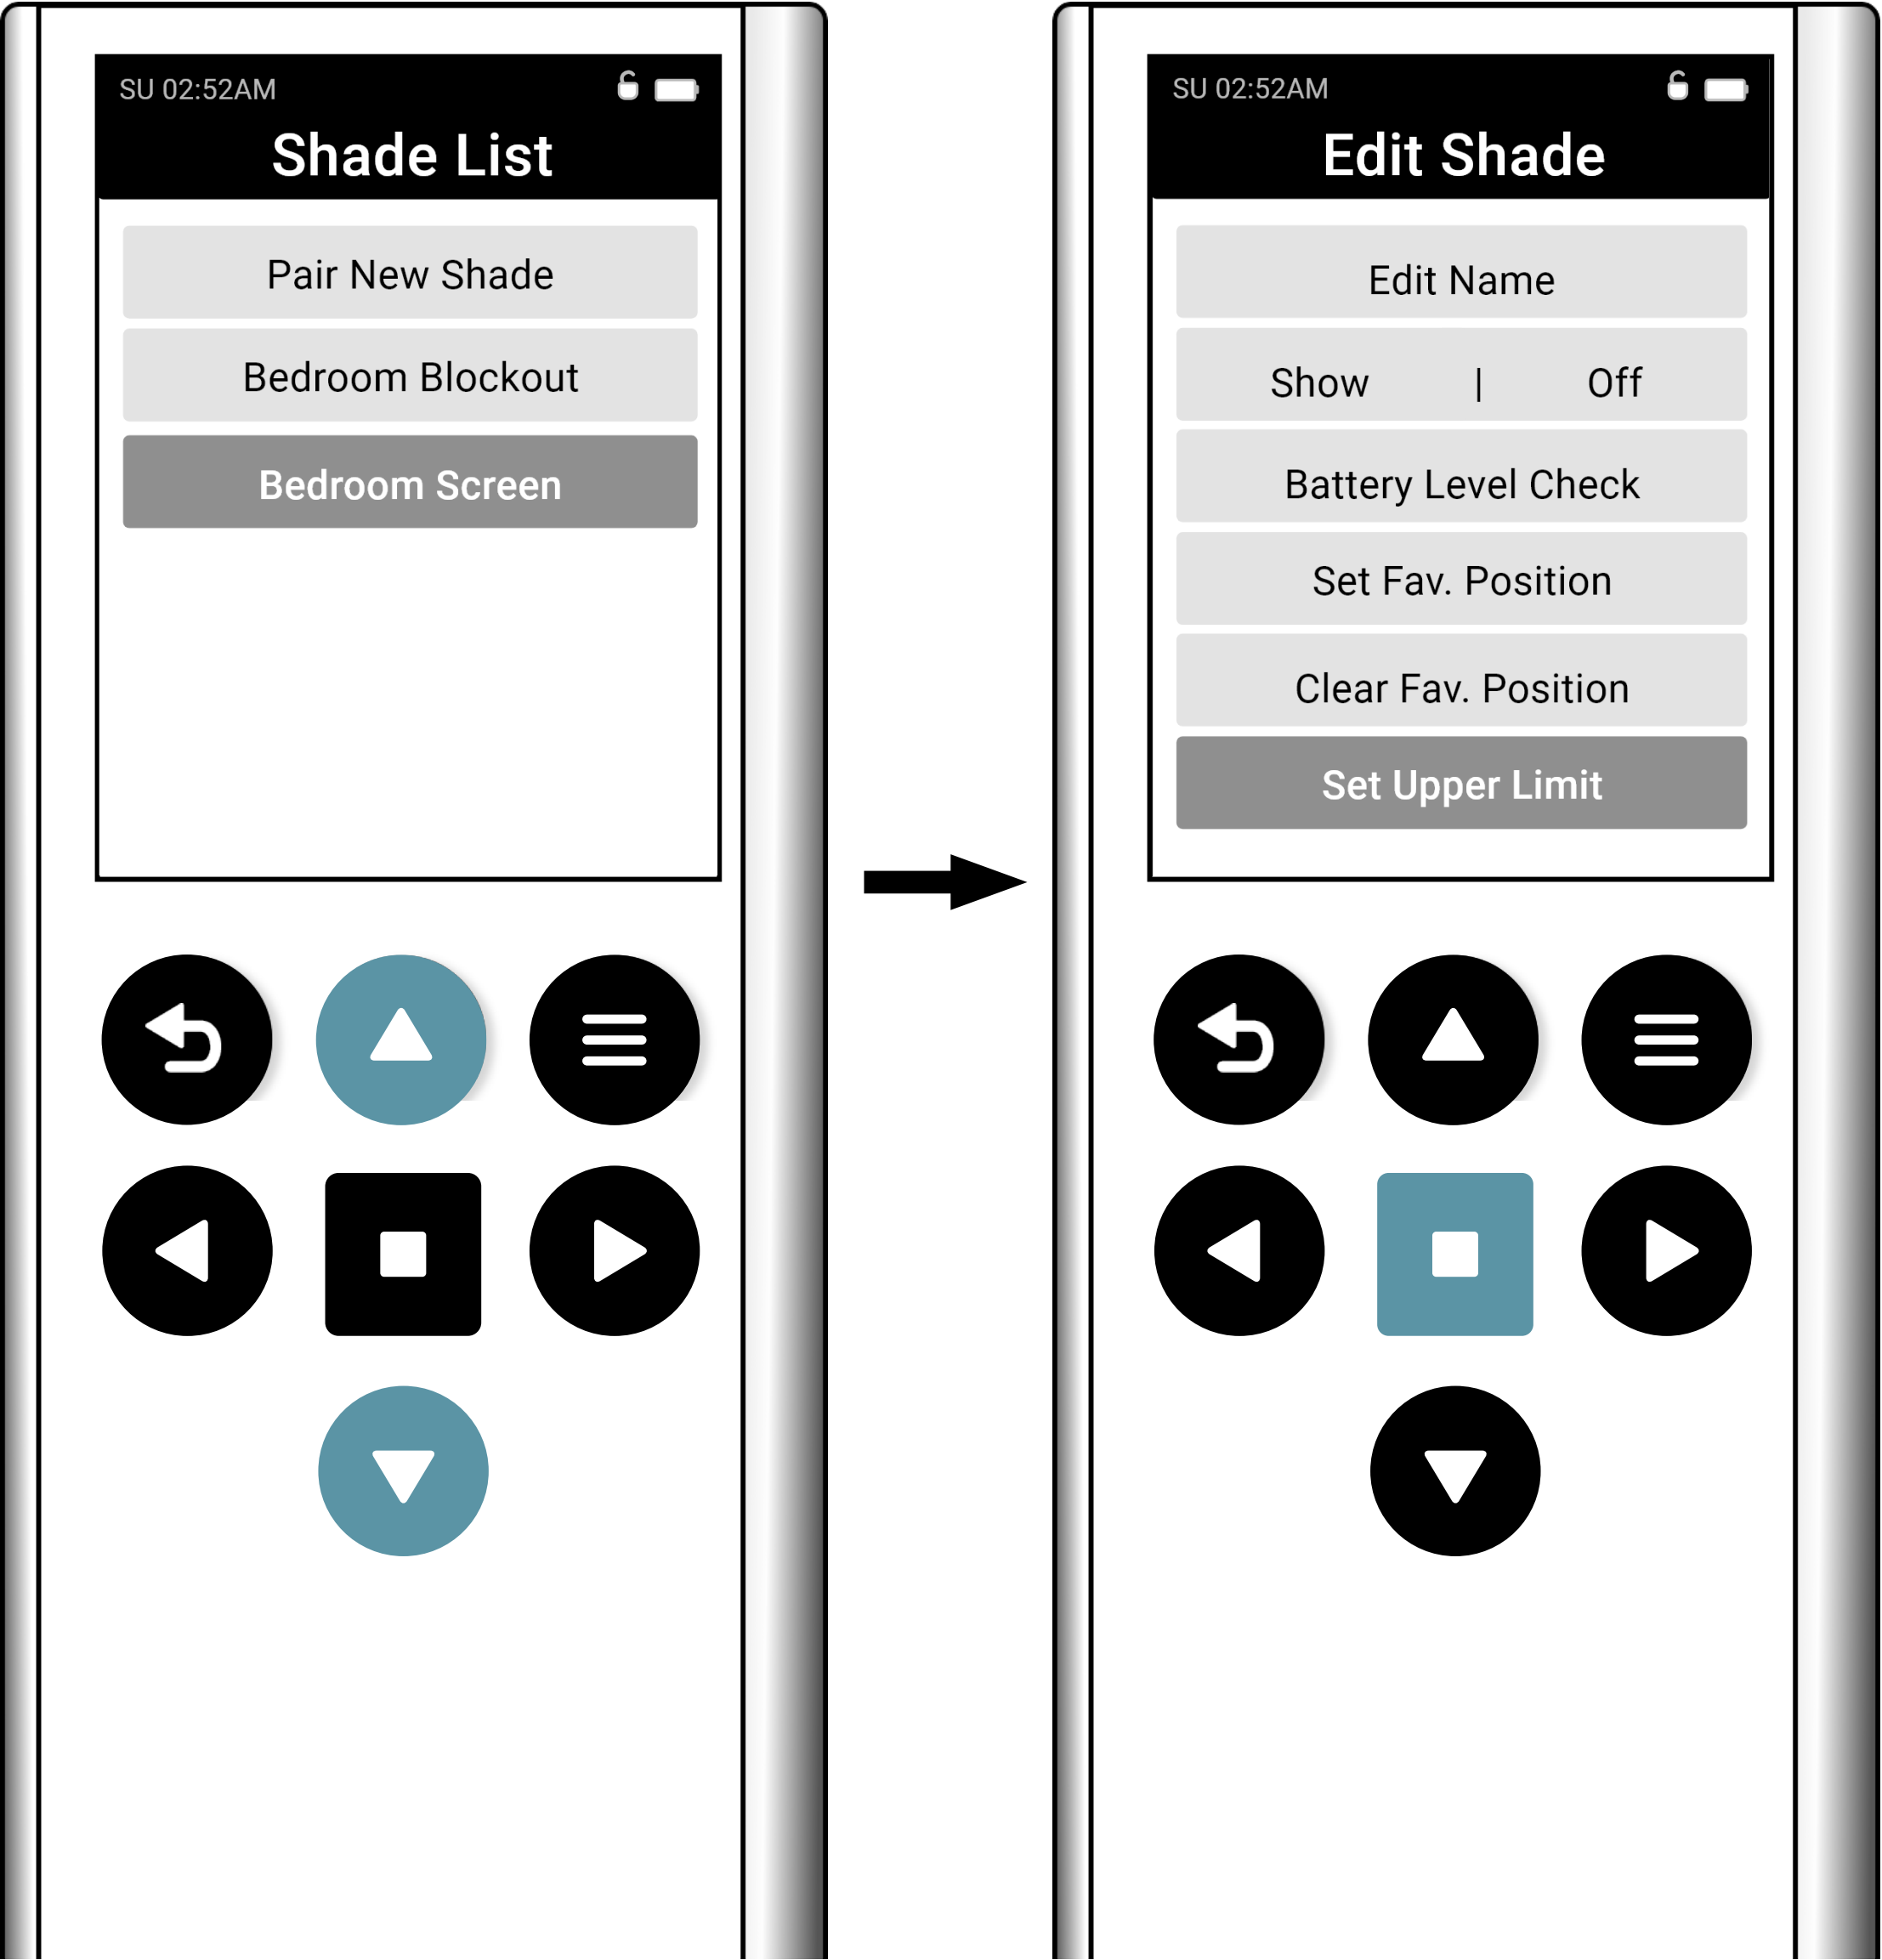 SU 02:52AM
Shade List
Pair New Shade
Bedroom Blockout
Bedroom Screen
SU 02:52AM
Edit Shade
Edit Name
Show | Off
Battery Level Check
Set Fav. Position
Clear Fav. Position
Set Upper Limit